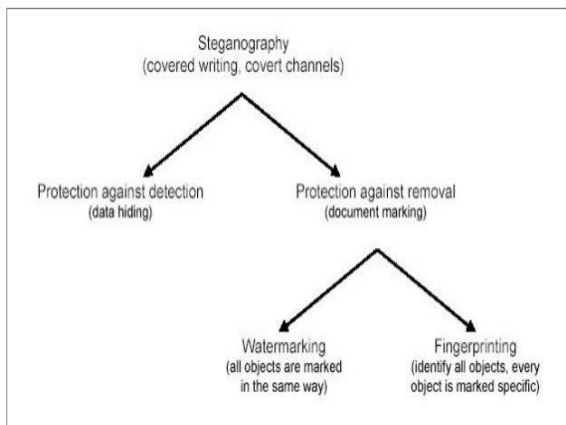 Steganography
(covered writing, covert channels)
Protection against detection
(data hiding)
Protection against removal
(document marking)
Watermarking
(all objects are marked
in the same way)
Fingerprinting
(identify all objects, every
object is marked specific)